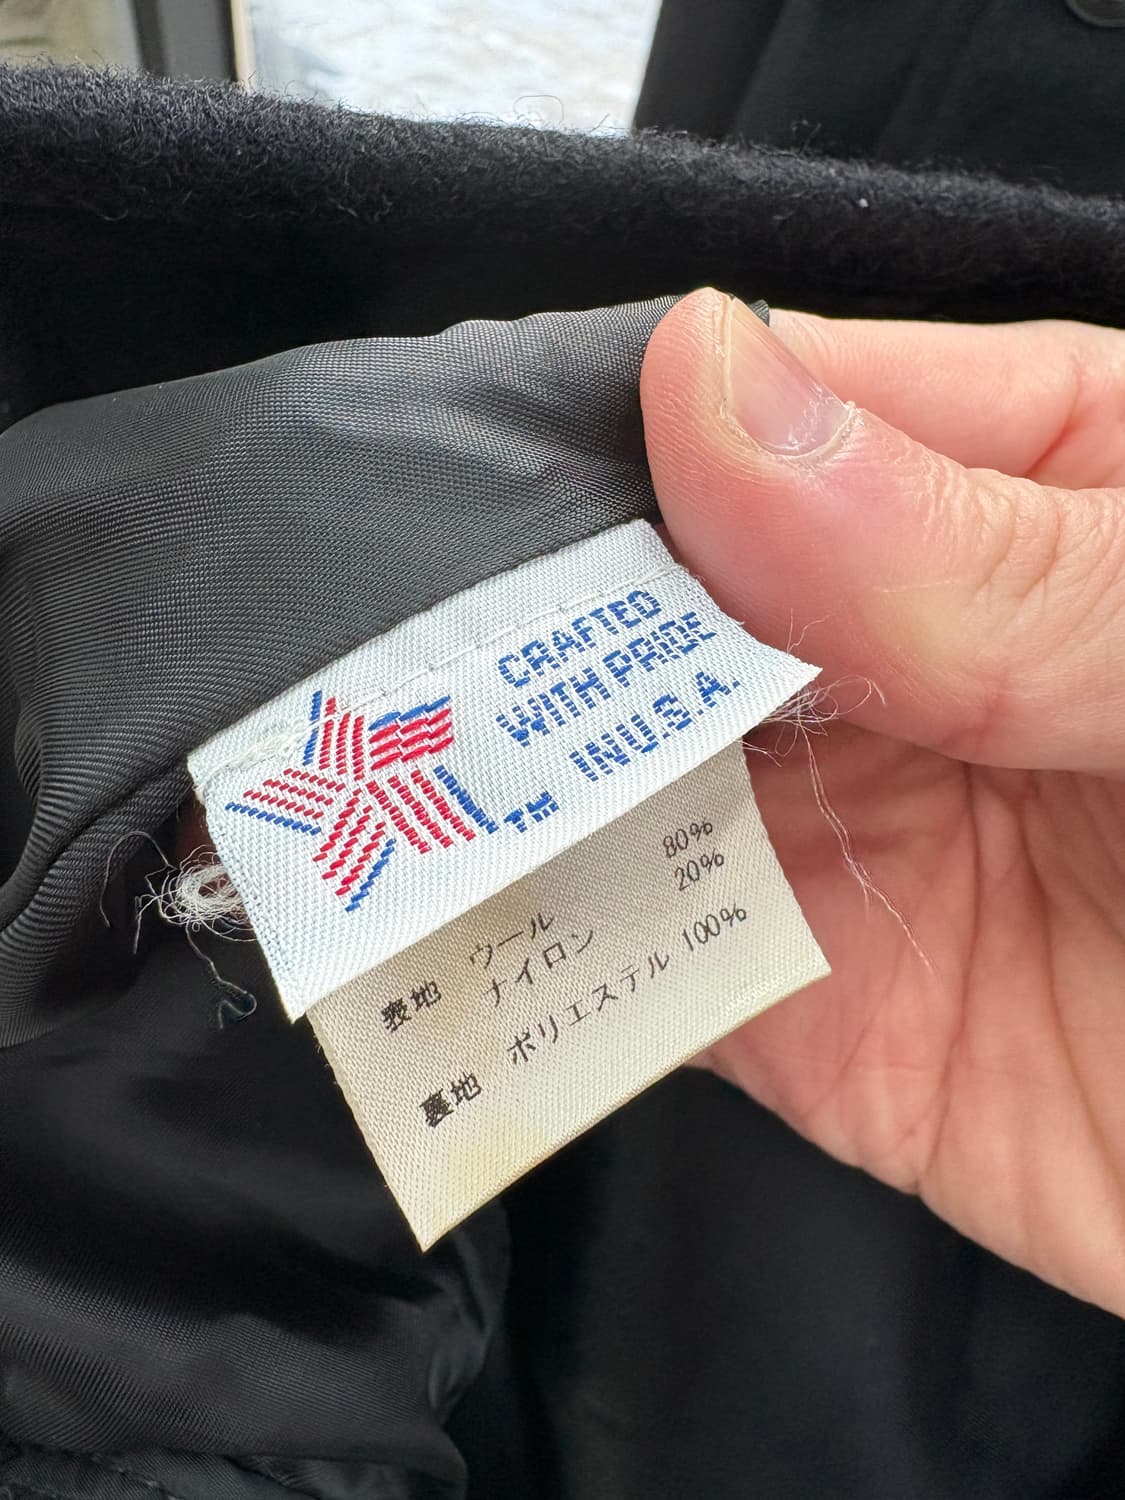 CRAFTED
WITH PRIDE
IN U.S.A.
TM
表地 ウール 80%
ナイロン 20%
裏地 ポリエステル 100%